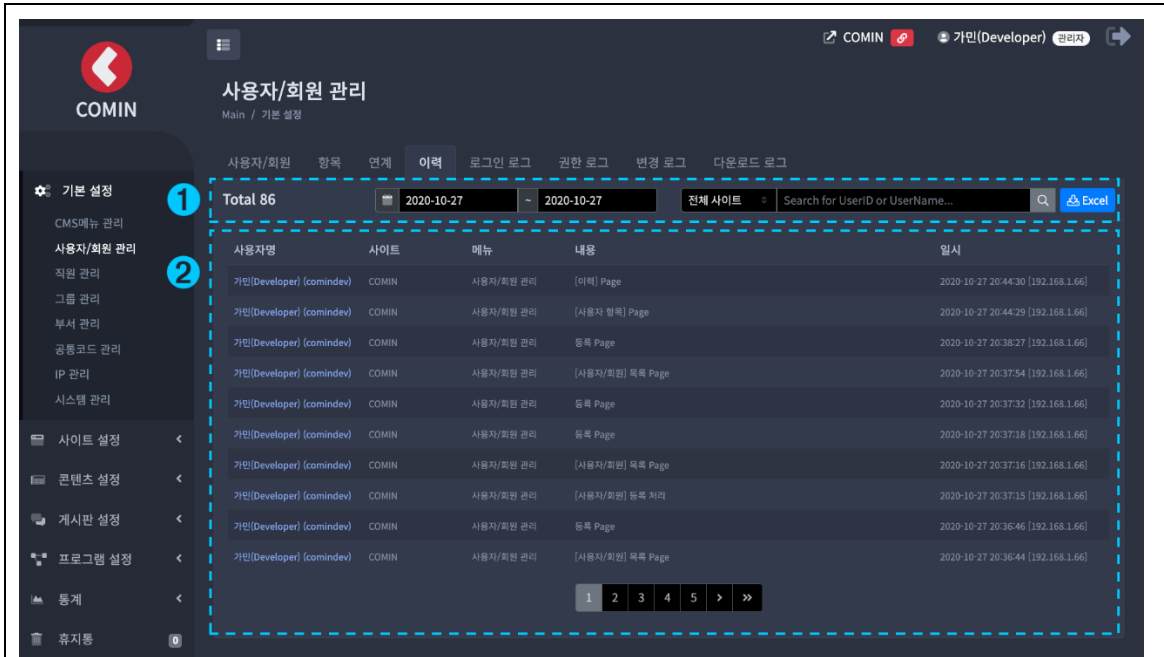 COMIN
가민(Developer) 관리자
COMIN
사용자/회원 관리
Main / 기본 설정
사용자/회원 항목 연계 이력 로그인 로그 권한 로그 변경 로그 다운로드 로그
기본 설정
CMS메뉴 관리
사용자/회원 관리
직원 관리
그룹 관리
부서 관리
공통코드 관리
IP 관리
시스템 관리
사이트 설정
콘텐츠 설정
게시판 설정
프로그램 설정
통계
휴지통 0
1
Total 86 2020-10-27 ~ 2020-10-27 전체 사이트 Search for UserID or UserName... Excel
2
사용자명 사이트 메뉴 내용 일시
가민(Developer) (comindev) COMIN 사용자/회원 관리 [이력] Page 2020-10-27 20:44:30 [192.168.1.66]
가민(Developer) (comindev) COMIN 사용자/회원 관리 [사용자 항목] Page 2020-10-27 20:44:29 [192.168.1.66]
가민(Developer) (comindev) COMIN 사용자/회원 관리 등록 Page 2020-10-27 20:38:27 [192.168.1.66]
가민(Developer) (comindev) COMIN 사용자/회원 관리 [사용자/회원] 목록 Page 2020-10-27 20:37:54 [192.168.1.66]
가민(Developer) (comindev) COMIN 사용자/회원 관리 등록 Page 2020-10-27 20:37:32 [192.168.1.66]
가민(Developer) (comindev) COMIN 사용자/회원 관리 등록 Page 2020-10-27 20:37:18 [192.168.1.66]
가민(Developer) (comindev) COMIN 사용자/회원 관리 [사용자/회원] 목록 Page 2020-10-27 20:37:16 [192.168.1.66]
가민(Developer) (comindev) COMIN 사용자/회원 관리 [사용자/회원] 등록 처리 2020-10-27 20:37:15 [192.168.1.66]
가민(Developer) (comindev) COMIN 사용자/회원 관리 등록 Page 2020-10-27 20:36:46 [192.168.1.66]
가민(Developer) (comindev) COMIN 사용자/회원 관리 [사용자/회원] 목록 Page 2020-10-27 20:36:44 [192.168.1.66]
1 2 3 4 5 › »